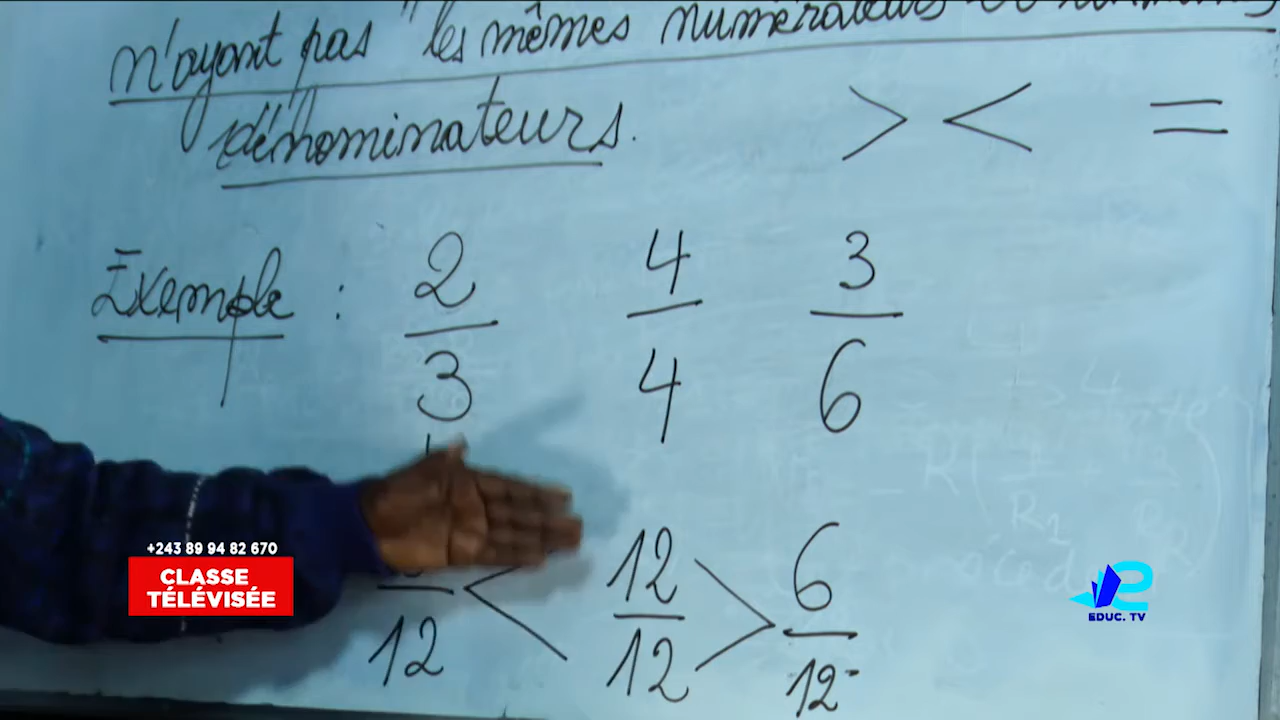 n'ayant pas "les mêmes numérateurs
dénominateurs. > < =
Exemple : 2/3 4/4 3/6
/12 < 12/12 > 6/12
+243 89 94 82 670
CLASSE
TÉLÉVISÉE
EDUC. TV